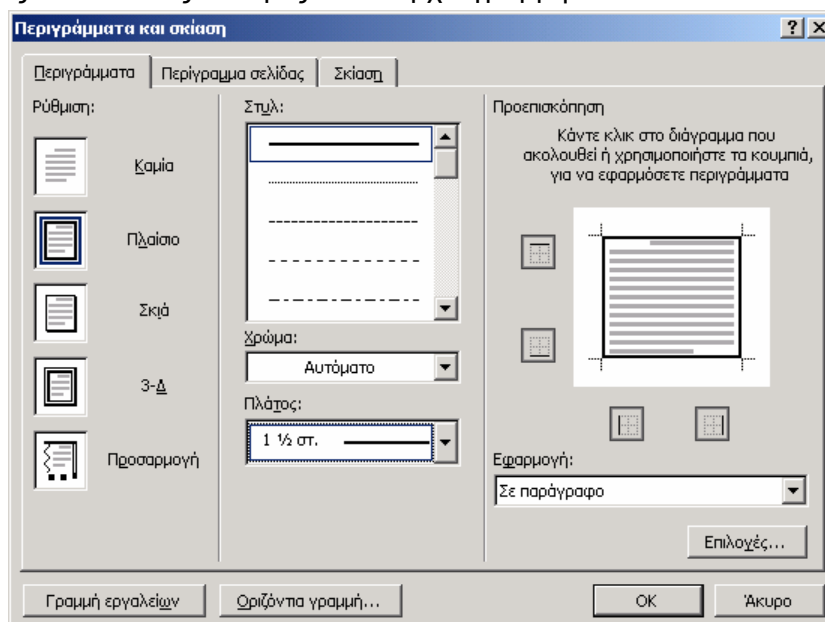 Περιγράμματα και σκίαση
Περιγράμματα
Περίγραμμα σελίδας
Σκίαση
Ρύθμιση:
Καμία
Πλαίσιο
Σκιά
3-Δ
Προσαρμογή
Στυλ:
Χρώμα:
Αυτόματο
Πλάτος:
1 ½ στ.
Προεπισκόπηση
Κάντε κλικ στο διάγραμμα που
ακολουθεί ή χρησιμοποιήστε τα κουμπιά,
για να εφαρμόσετε περιγράμματα
Εφαρμογή:
Σε παράγραφο
Επιλογές...
Γραμμή εργαλείων
Οριζόντια γραμμή...
OK
Άκυρο